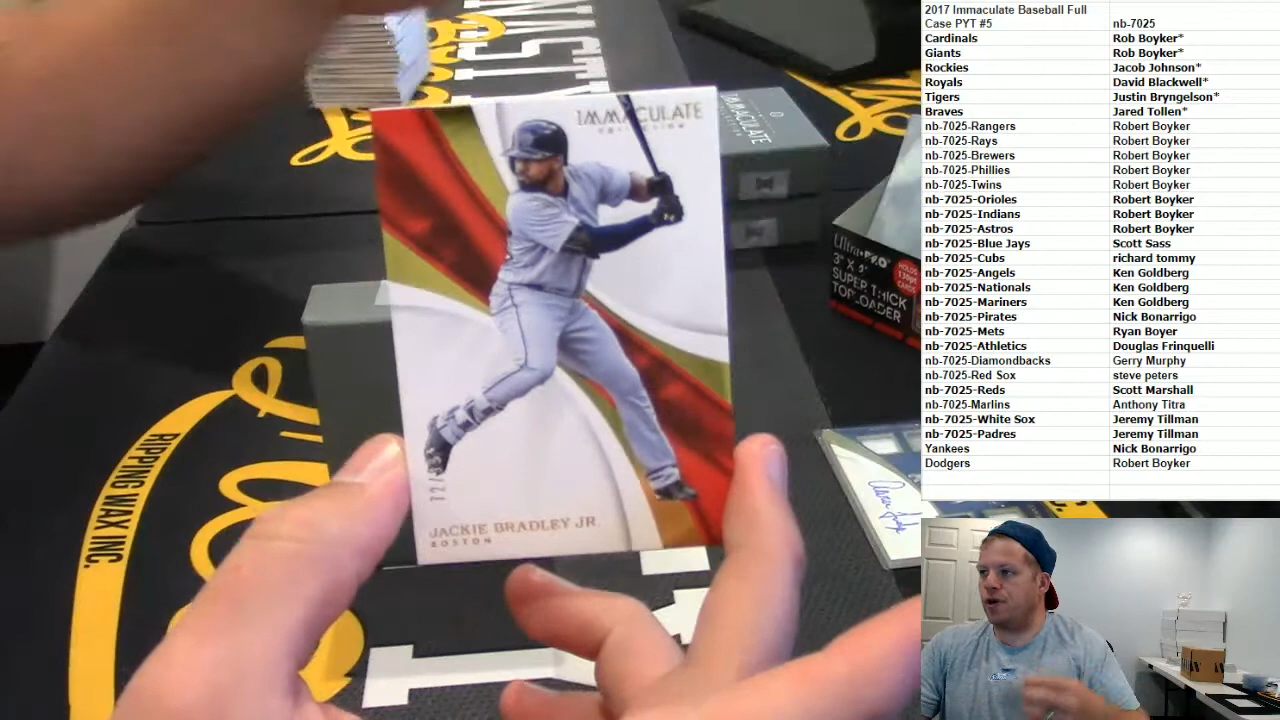 2017 Immaculate Baseball Full
Case PYT #5 nb-7025
Cardinals Rob Boyker*
Giants Rob Boyker*
Rockies Jacob Johnson*
Royals David Blackwell*
Tigers Justin Bryngelson*
Braves Jared Tollen*
nb-7025-Rangers Robert Boyker
nb-7025-Rays Robert Boyker
nb-7025-Brewers Robert Boyker
nb-7025-Phillies Robert Boyker
nb-7025-Twins Robert Boyker
nb-7025-Orioles Robert Boyker
nb-7025-Indians Robert Boyker
nb-7025-Astros Robert Boyker
nb-7025-Blue Jays Scott Sass
nb-7025-Cubs richard tommy
nb-7025-Angels Ken Goldberg
nb-7025-Nationals Ken Goldberg
nb-7025-Mariners Ken Goldberg
nb-7025-Pirates Nick Bonarrigo
nb-7025-Mets Ryan Boyer
nb-7025-Athletics Douglas Frinquelli
nb-7025-Diamondbacks Gerry Murphy
nb-7025-Red Sox steve peters
nb-7025-Reds Scott Marshall
nb-7025-Marlins Anthony Titra
nb-7025-White Sox Jeremy Tillman
nb-7025-Padres Jeremy Tillman
Yankees Nick Bonarrigo
Dodgers Robert Boyker
IMMACULATE
COLLECTION
JACKIE BRADLEY JR.
BOSTON
IMMACULATE
COLLECTION
Ultra PRO
3" X 4"
SUPER THICK
TOPLOADER
HOLDS
130pt
CARDS
RIPPING WAX INC.